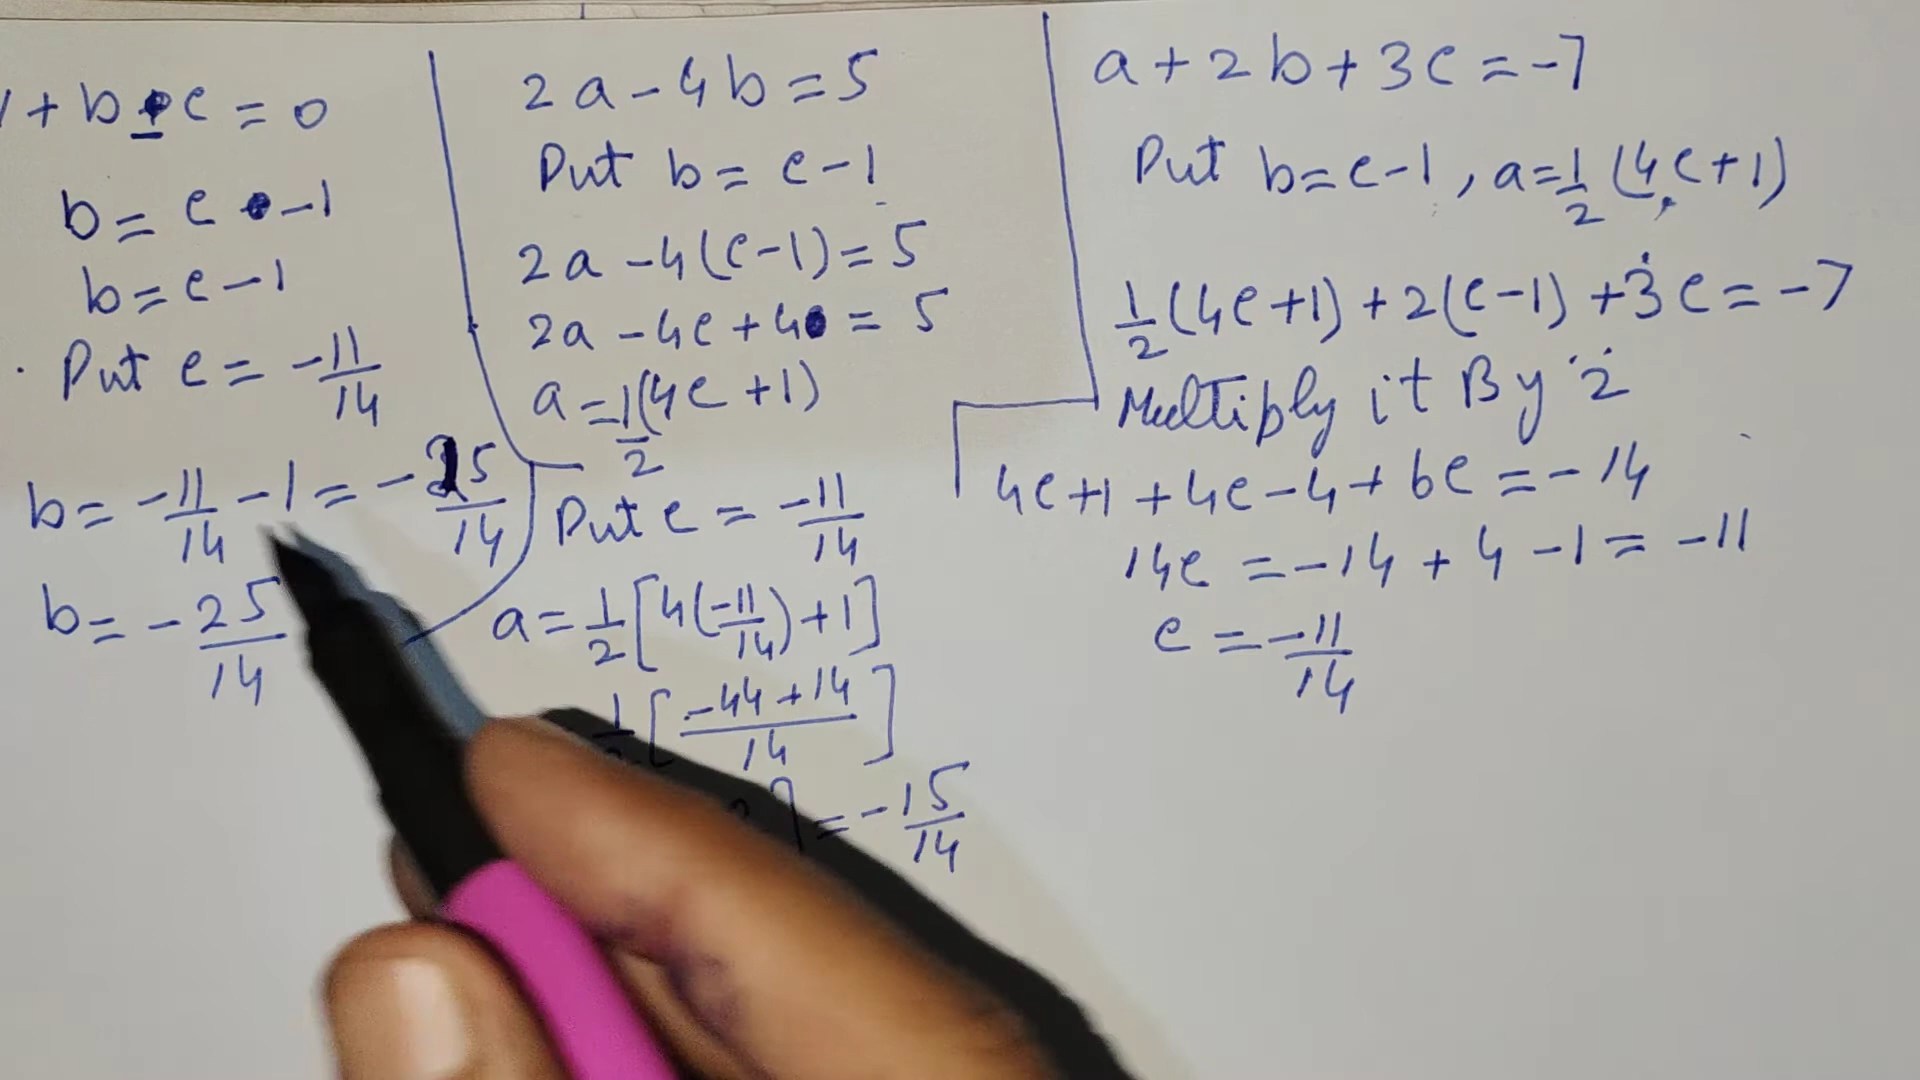 1 + b - c = 0
b = c - 1
b = c - 1
Put c = -11/14
b = -11/14 - 1 = -25/14
b = -25/14
2a - 4b = 5
Put b = c - 1
2a - 4(c - 1) = 5
2a - 4c + 4 = 5
a = 1/2(4c + 1)
Put c = -11/14
a = 1/2[4(-11/14) + 1]
[-44 + 14/14]
= -15/14
a + 2b + 3c = -7
Put b = c - 1, a = 1/2(4c + 1)
1/2(4c + 1) + 2(c - 1) + 3c = -7
Multiply it By 2
4c + 1 + 4c - 4 + 6c = -14
14c = -14 + 4 - 1 = -11
c = -11/14